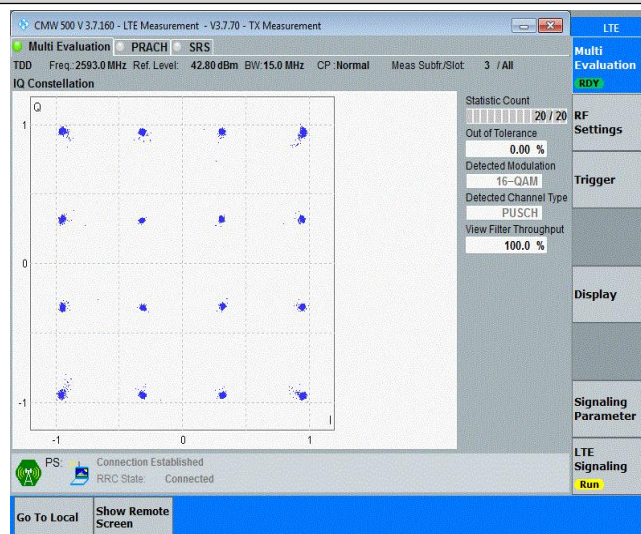 CMW 500 V 3.7.160 - LTE Measurement - V3.7.70 - TX Measurement
LTE
Multi Evaluation PRACH SRS
Multi
Evaluation
RDY
TDD Freq.:2593.0 MHz Ref. Level: 42.80 dBm BW:15.0 MHz CP :Normal Meas Subfr./Slot: 3 / All
IQ Constellation
Q
1
0
-1
-1 0 1
I
Statistic Count
20 / 20
Out of Tolerance
0.00 %
Detected Modulation
16-QAM
Detected Channel Type
PUSCH
View Filter Throughput
100.0 %
RF
Settings
Trigger
Display
Signaling
Parameter
LTE
Signaling
Run
PS: Connection Established
RRC State: Connected
Go To Local
Show Remote
Screen